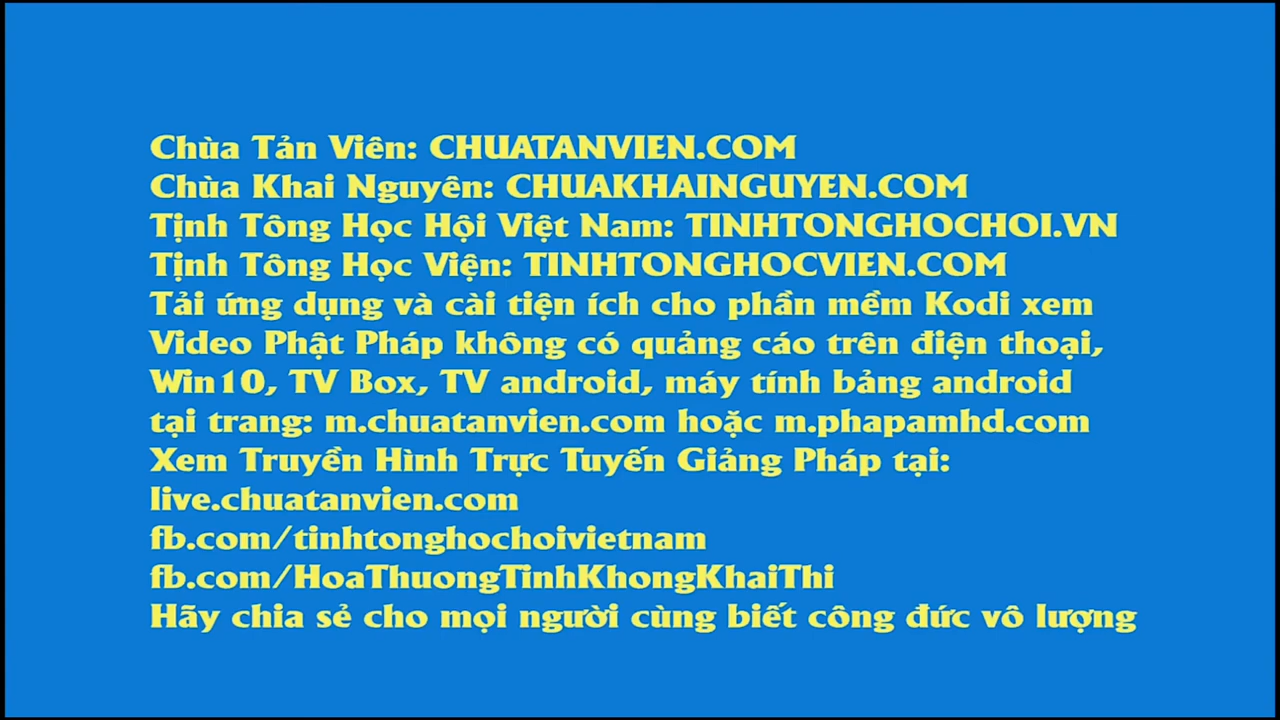 Chùa Tản Viên: CHUATANVIEN.COM
Chùa Khai Nguyên: CHUAKHAINGUYEN.COM
Tịnh Tông Học Hội Việt Nam: TINHTONGHOCHOI.VN
Tịnh Tông Học Viện: TINHTONGHOCVIEN.COM
Tải ứng dụng và cài tiện ích cho phần mềm Kodi xem
Video Phật Pháp không có quảng cáo trên điện thoại,
Win10, TV Box, TV android, máy tính bảng android
tại trang: m.chuatanvien.com hoặc m.phapamhd.com
Xem Truyền Hình Trực Tuyến Giảng Pháp tại:
live.chuatanvien.com
fb.com/tinhtonghochoivietnam
fb.com/HoaThuongTinhKhongKhaiThi
Hãy chia sẻ cho mọi người cùng biết công đức vô lượng